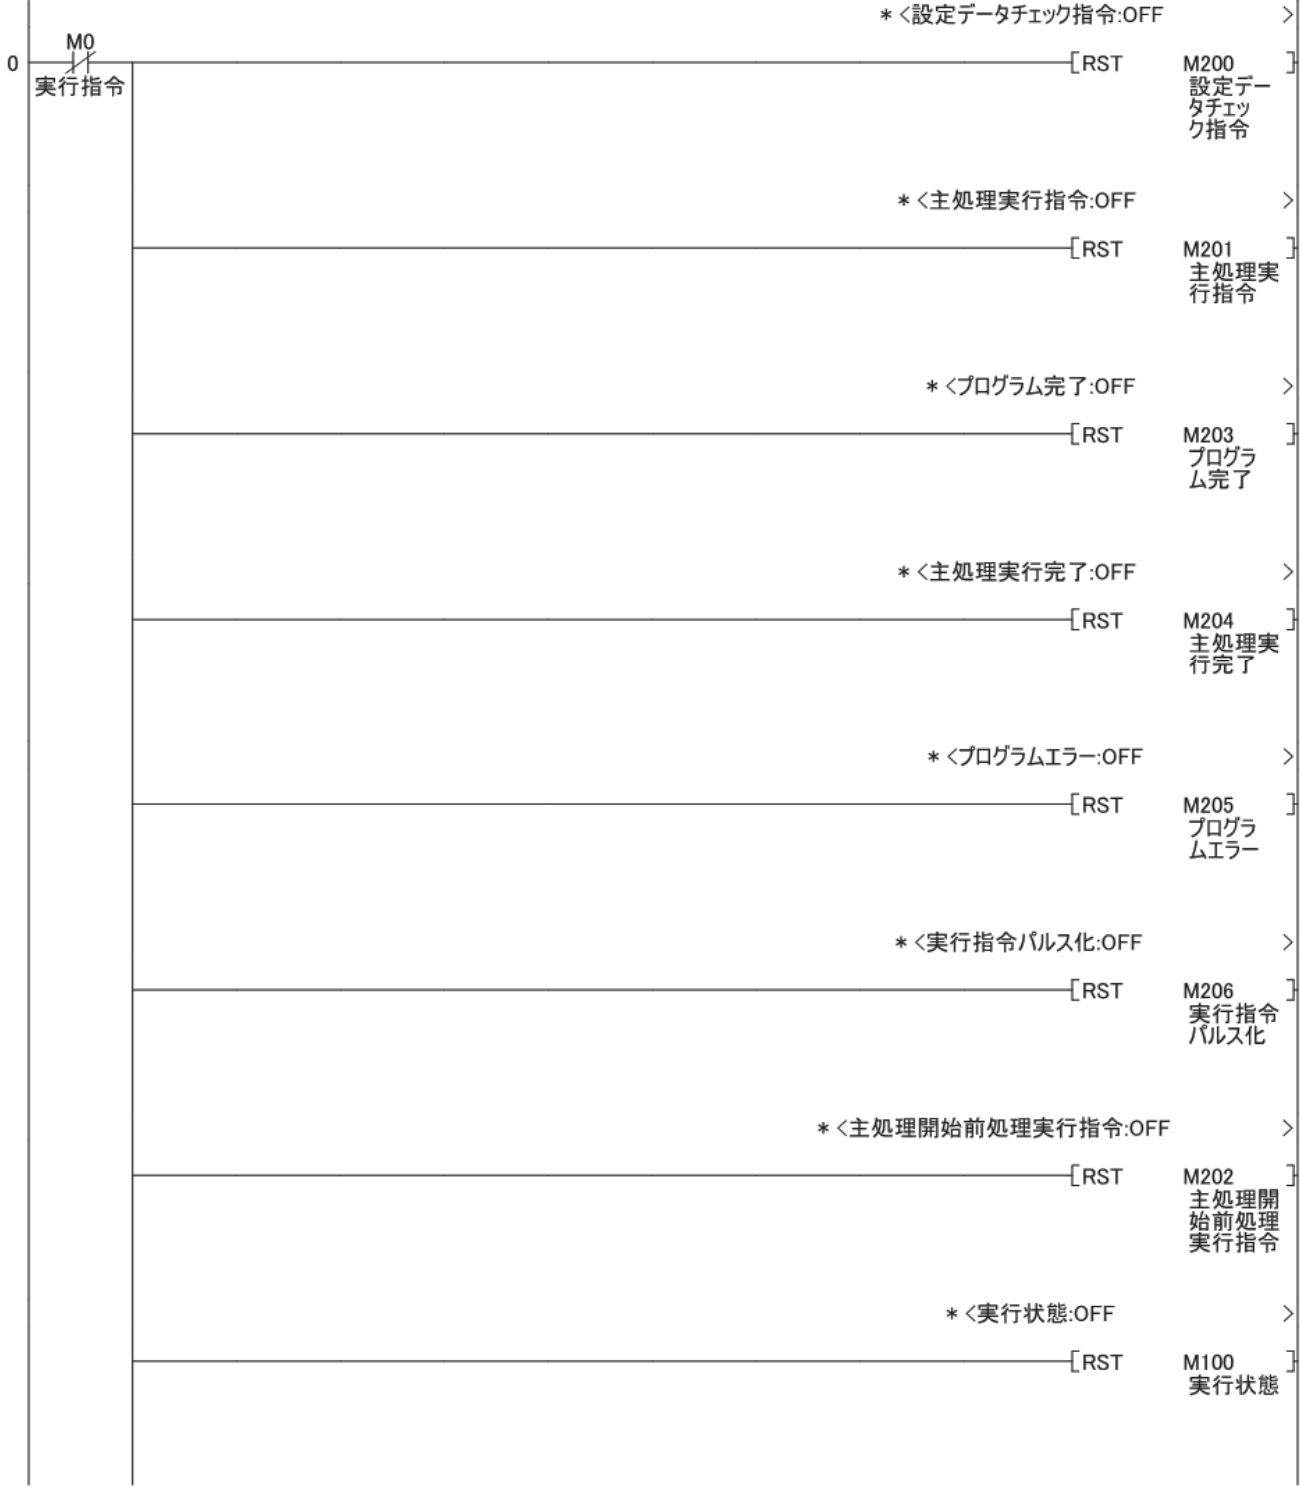 * <設定データチェック指令:OFF >
M0
0
[RST M200 ]
実行指令
設定デー
タチェッ
ク指令
* <主処理実行指令:OFF >
[RST M201 ]
主処理実
行指令
* <プログラム完了:OFF >
[RST M203 ]
プログラ
ム完了
* <主処理実行完了:OFF >
[RST M204 ]
主処理実
行完了
* <プログラムエラー:OFF >
[RST M205 ]
プログラ
ムエラー
* <実行指令パルス化:OFF >
[RST M206 ]
実行指令
パルス化
* <主処理開始前処理実行指令:OFF >
[RST M202 ]
主処理開
始前処理
実行指令
* <実行状態:OFF >
[RST M100 ]
実行状態